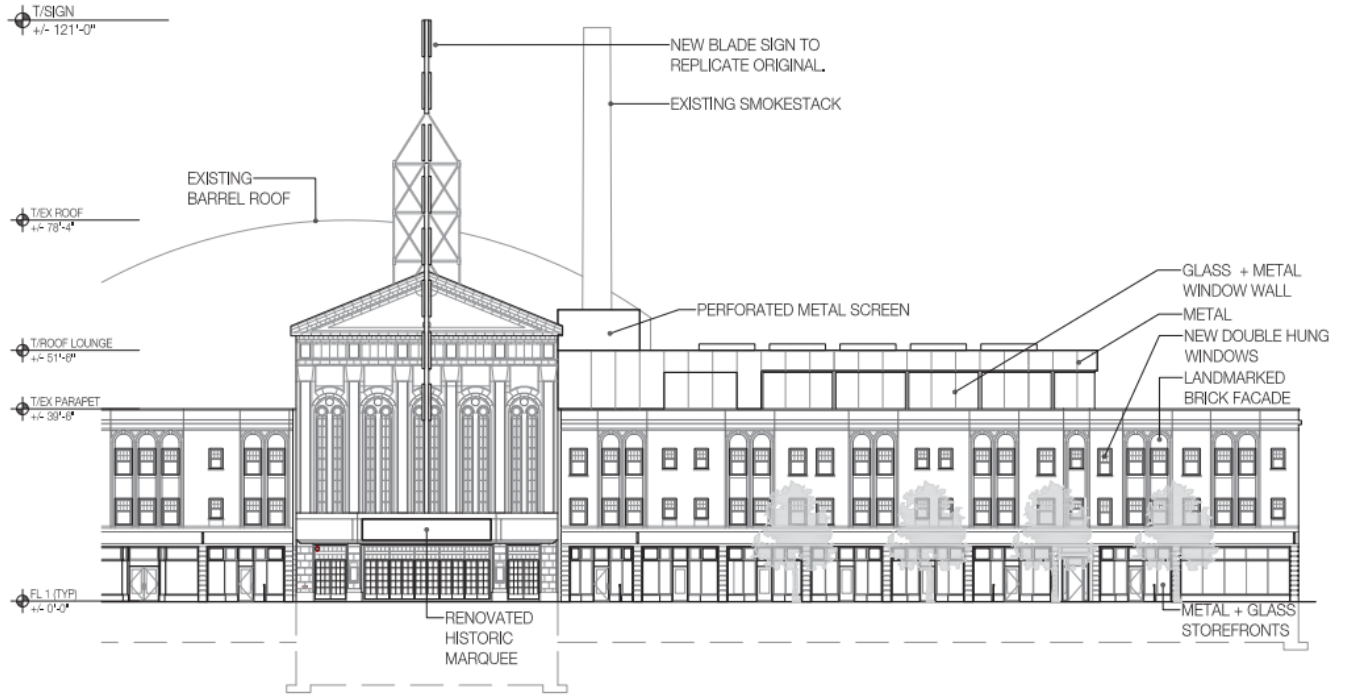 T/SIGN
+/- 121'-0"
NEW BLADE SIGN TO
REPLICATE ORIGINAL.
EXISTING SMOKESTACK
EXISTING
BARREL ROOF
T/EX ROOF
+/- 78'-4"
GLASS + METAL
WINDOW WALL
PERFORATED METAL SCREEN
METAL
NEW DOUBLE HUNG
WINDOWS
T/ROOF LOUNGE
+/- 51'-6"
LANDMARKED
BRICK FACADE
T/EX PARAPET
+/- 39'-6"
FL 1 (TYP)
+/- 0'-0"
RENOVATED
HISTORIC
MARQUEE
METAL + GLASS
STOREFRONTS